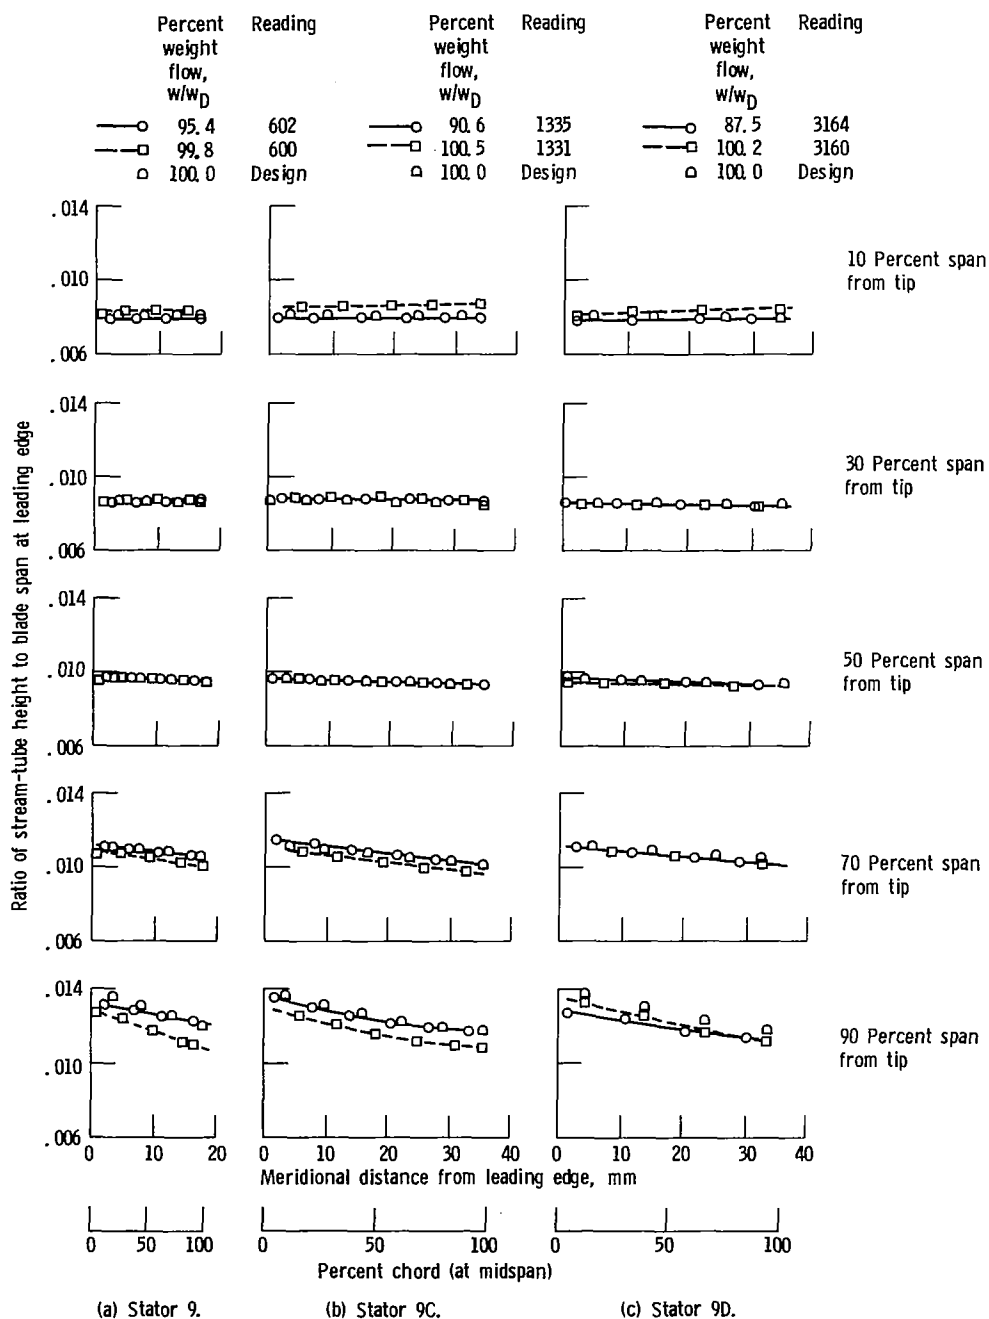 Percent Reading Percent Reading Percent Reading
weight weight weight
flow, flow, flow,
w/wD w/wD w/wD
95.4 602 90.6 1335 87.5 3164
99.8 600 100.5 1331 100.2 3160
100.0 Design 100.0 Design 100.0 Design
.014
.010
.006
10 Percent span
from tip
.014
.010
.006
30 Percent span
from tip
.014
.010
.006
50 Percent span
from tip
.014
.010
.006
70 Percent span
from tip
.014
.010
.006
90 Percent span
from tip
Ratio of stream-tube height to blade span at leading edge
0 10 20 0 10 20 30 40 0 10 20 30 40
Meridional distance from leading edge, mm
0 50 100 0 50 100 0 50 100
Percent chord (at midspan)
(a) Stator 9. (b) Stator 9C. (c) Stator 9D.